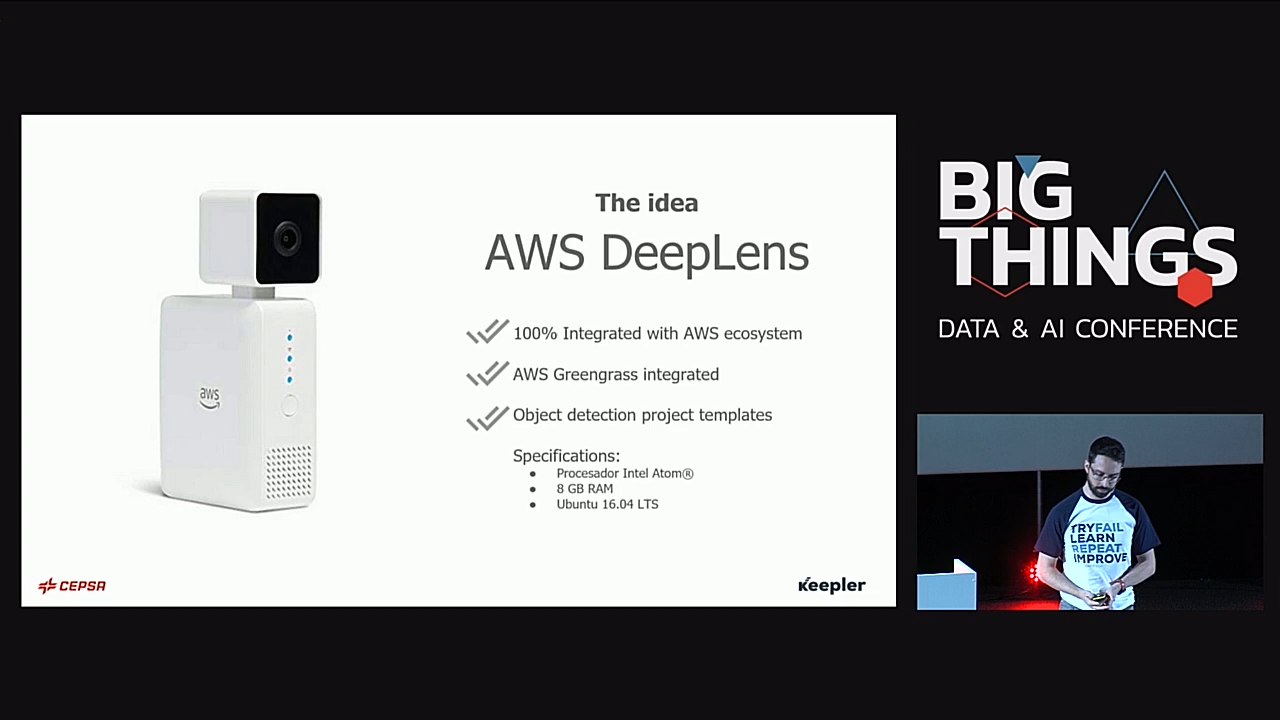 The idea
AWS DeepLens
100% Integrated with AWS ecosystem
AWS Greengrass integrated
Object detection project templates
Specifications:
● Procesador Intel Atom®
● 8 GB RAM
● Ubuntu 16.04 LTS
aws
CEPSA
keepler
BIG
THINGS
DATA & AI CONFERENCE
TRYFAIL
LEARN
REPEAT
IMPROVE